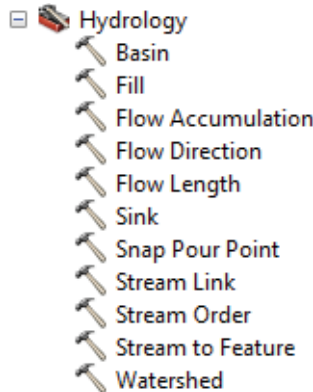 Hydrology
Basin
Fill
Flow Accumulation
Flow Direction
Flow Length
Sink
Snap Pour Point
Stream Link
Stream Order
Stream to Feature
Watershed